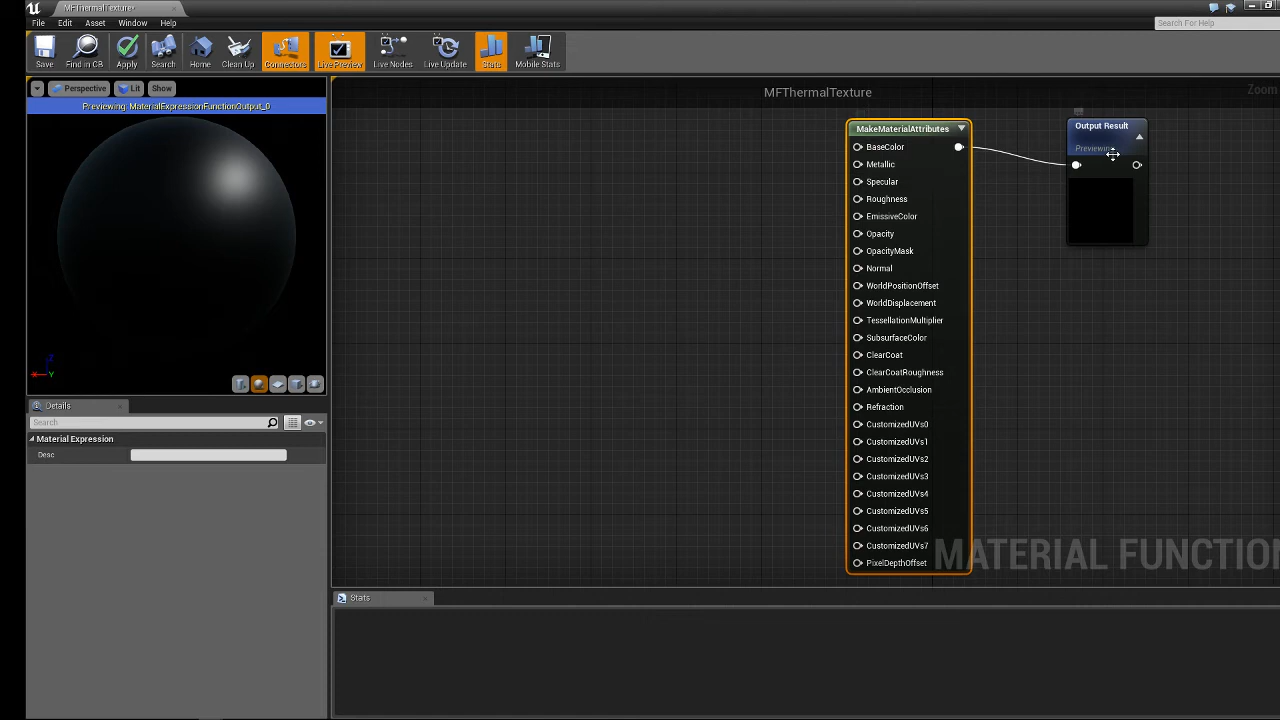 MFThermalTexture*
File Edit Asset Window Help
Search For Help
Save Find in CB Apply Search Home Clean Up Connectors Live Preview Live Nodes Live Update Stats Mobile Stats
Perspective Lit Show
MFThermalTexture
Zoom
Previewing: MaterialExpressionFunctionOutput_0
MakeMaterialAttributes
BaseColor
Metallic
Specular
Roughness
EmissiveColor
Opacity
OpacityMask
Normal
WorldPositionOffset
WorldDisplacement
TessellationMultiplier
SubsurfaceColor
ClearCoat
ClearCoatRoughness
AmbientOcclusion
Refraction
CustomizedUVs0
CustomizedUVs1
CustomizedUVs2
CustomizedUVs3
CustomizedUVs4
CustomizedUVs5
CustomizedUVs6
CustomizedUVs7
PixelDepthOffset
Output Result
Previewing
Z
X Y
Details
Search
Material Expression
Desc
MATERIAL FUNCTION
Stats